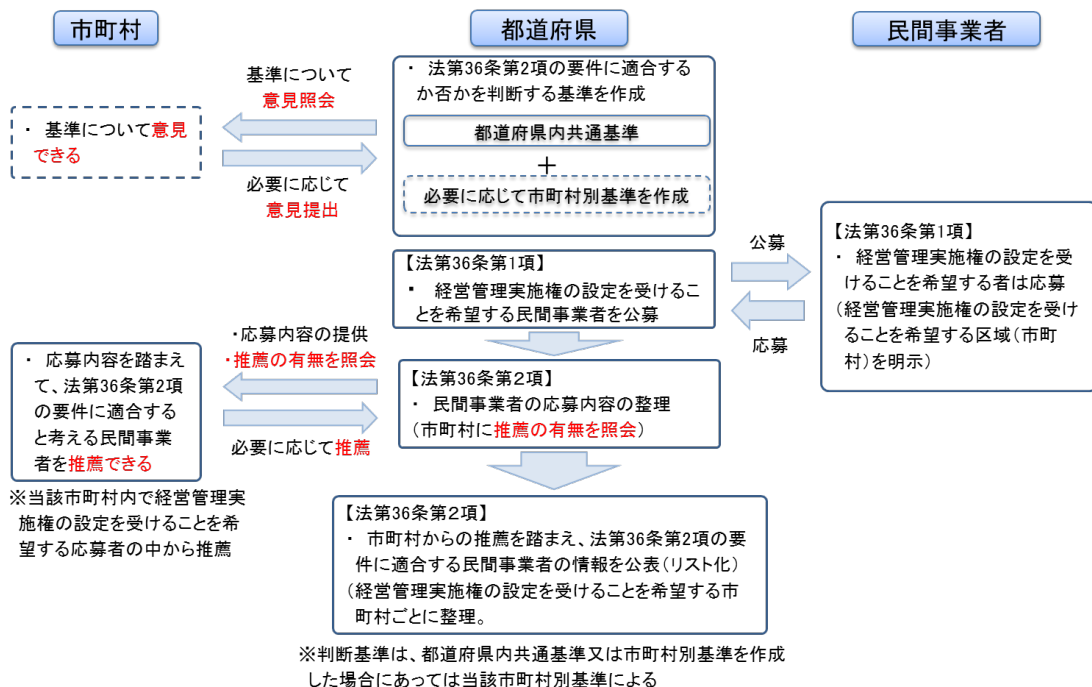 市町村
都道府県
民間事業者
・ 法第36条第2項の要件に適合する
か否かを判断する基準を作成
都道府県内共通基準
＋
必要に応じて市町村別基準を作成
基準について
意見照会
・ 基準について意見
できる
必要に応じて
意見提出
【法第36条第1項】
・ 経営管理実施権の設定を受けるこ
とを希望する民間事業者を公募
公募
応募
【法第36条第1項】
・ 経営管理実施権の設定を受
けることを希望する者は応募
(経営管理実施権の設定を受
けることを希望する区域(市町
村)を明示)
・応募内容の提供
・推薦の有無を照会
必要に応じて推薦
・ 応募内容を踏まえ
て、法第36条第2項
の要件に適合する
と考える民間事業
者を推薦できる
※当該市町村内で経営管理実
施権の設定を受けることを希
望する応募者の中から推薦
【法第36条第2項】
・ 民間事業者の応募内容の整理
(市町村に推薦の有無を照会)
【法第36条第2項】
・ 市町村からの推薦を踏まえ、法第36条第2項の要
件に適合する民間事業者の情報を公表(リスト化)
(経営管理実施権の設定を受けることを希望する市
町村ごとに整理。
※判断基準は、都道府県内共通基準又は市町村別基準を作成
した場合にあっては当該市町村別基準による